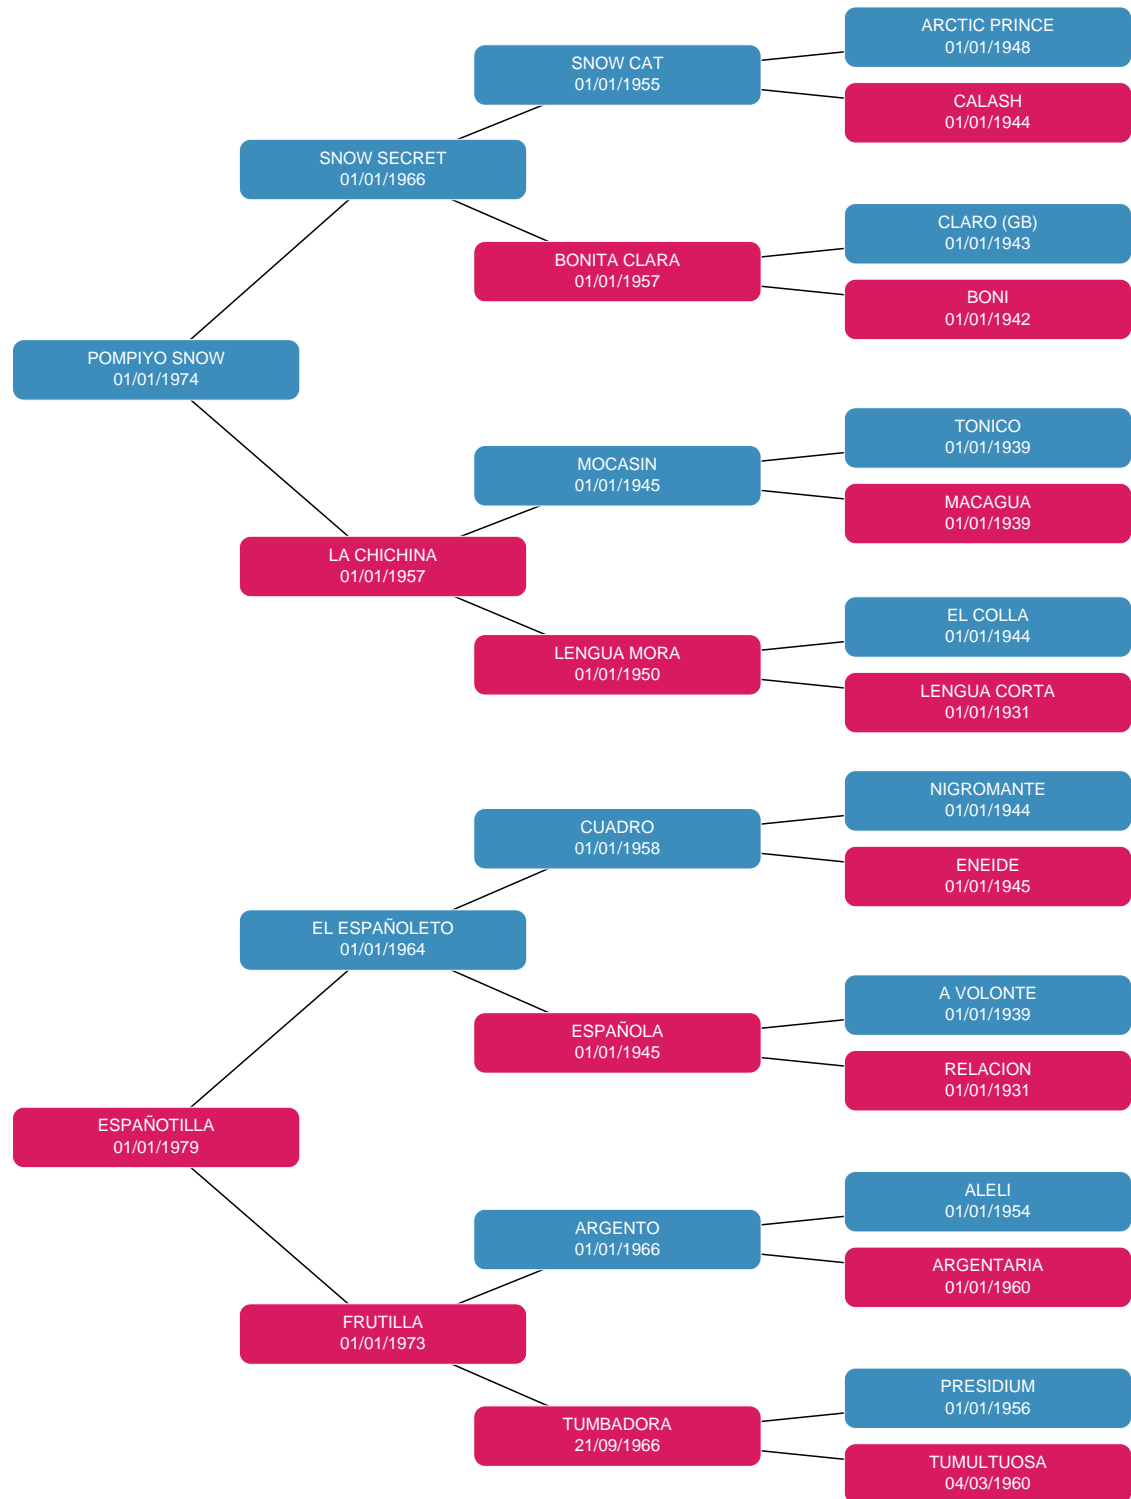 ARCTIC PRINCE
01/01/1948
SNOW CAT
01/01/1955
CALASH
01/01/1944
SNOW SECRET
01/01/1966
CLARO (GB)
01/01/1943
BONITA CLARA
01/01/1957
BONI
01/01/1942
POMPIYO SNOW
01/01/1974
TONICO
01/01/1939
MOCASIN
01/01/1945
MACAGUA
01/01/1939
LA CHICHINA
01/01/1957
EL COLLA
01/01/1944
LENGUA MORA
01/01/1950
LENGUA CORTA
01/01/1931
NIGROMANTE
01/01/1944
CUADRO
01/01/1958
ENEIDE
01/01/1945
EL ESPAÑOLETO
01/01/1964
A VOLONTE
01/01/1939
ESPAÑOLA
01/01/1945
RELACION
01/01/1931
ESPAÑOTILLA
01/01/1979
ALELI
01/01/1954
ARGENTO
01/01/1966
ARGENTARIA
01/01/1960
FRUTILLA
01/01/1973
PRESIDIUM
01/01/1956
TUMBADORA
21/09/1966
TUMULTUOSA
04/03/1960